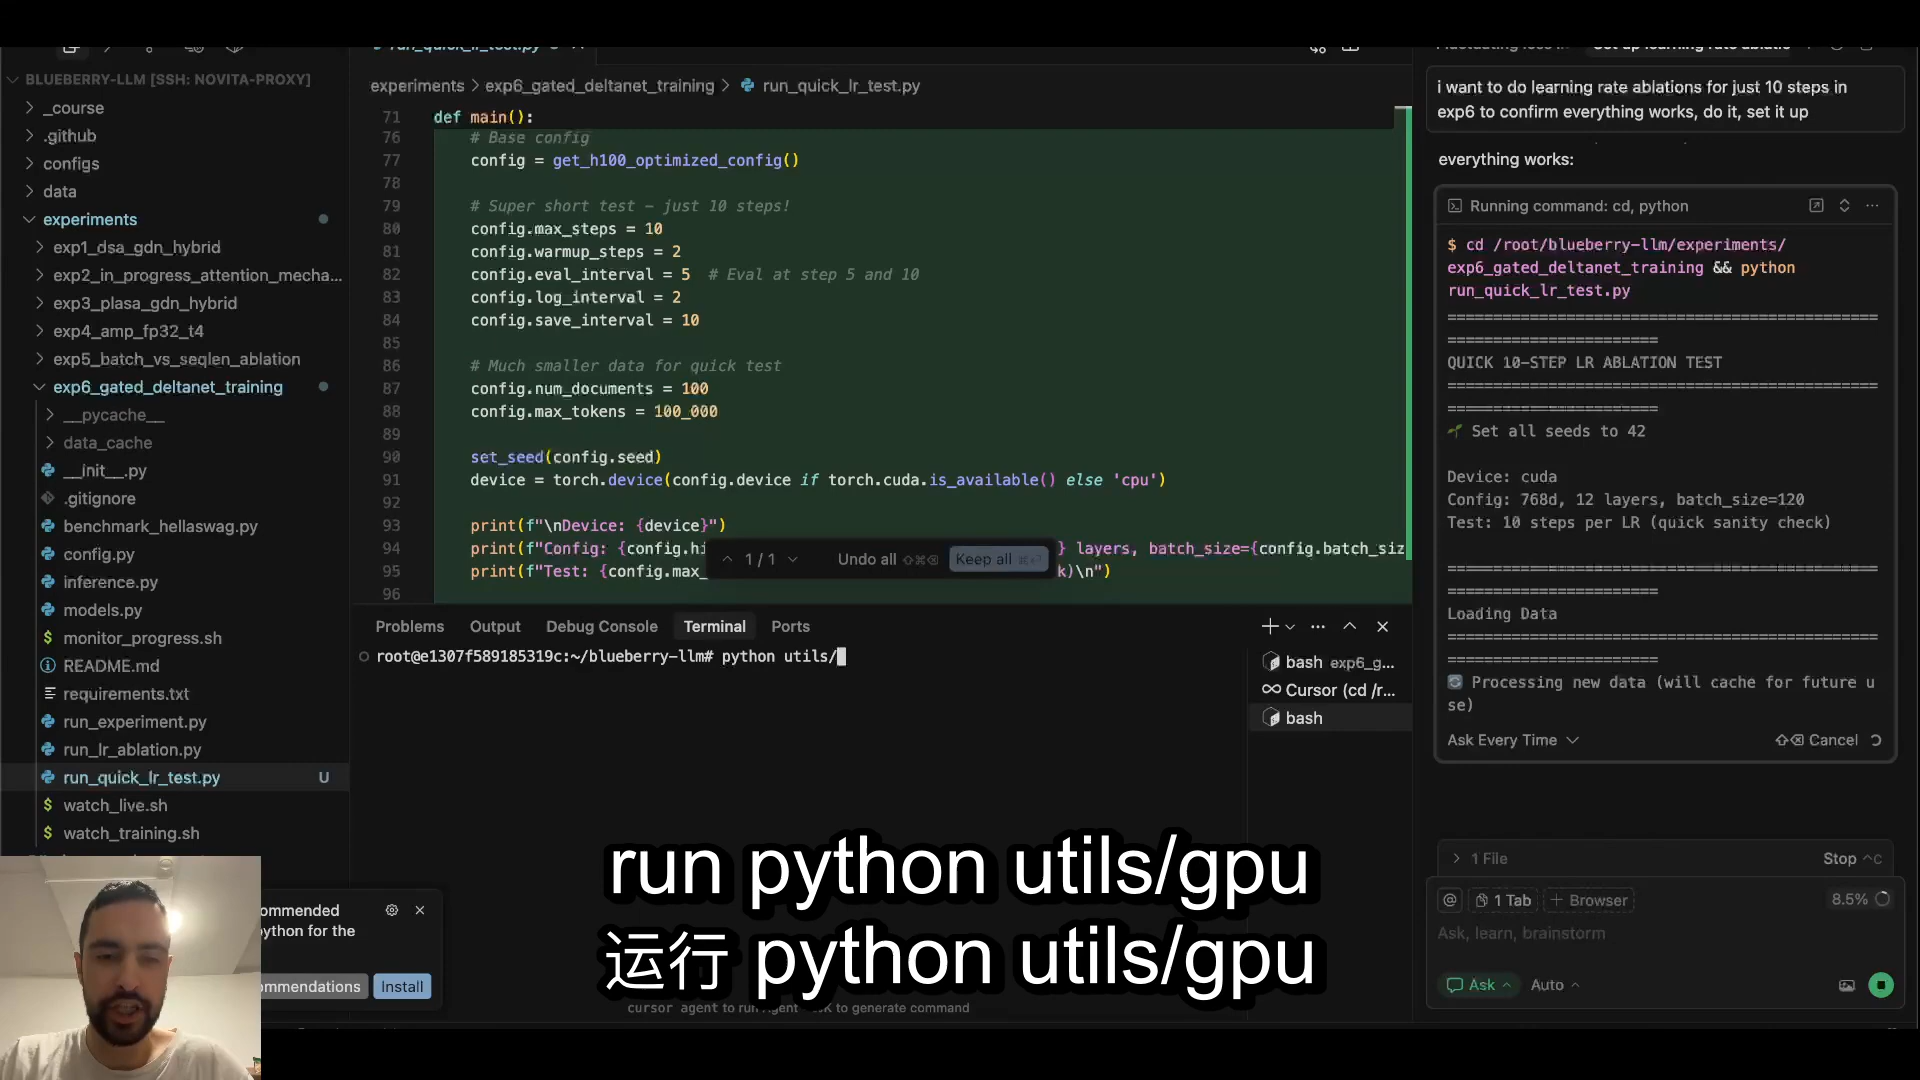 BLUEBERRY-LLM [SSH: NOVITA-PROXY]
_course
.github
configs
data
experiments
exp1_dsa_gdn_hybrid
exp2_in_progress_attention_mecha...
exp3_plasa_gdn_hybrid
exp4_amp_fp32_t4
exp5_batch_vs_seqlen_ablation
exp6_gated_deltanet_training
__pycache__
data_cache
__init__.py
.gitignore
benchmark_hellaswag.py
config.py
inference.py
models.py
monitor_progress.sh
README.md
requirements.txt
run_experiment.py
run_lr_ablation.py
run_quick_lr_test.py U
watch_live.sh
watch_training.sh
ommended
ython for the
ommendations Install
run_quick_lr_test.py
experiments > exp6_gated_deltanet_training > run_quick_lr_test.py
71 def main():
76 # Base config
77 config = get_h100_optimized_config()
78
79 # Super short test – just 10 steps!
80 config.max_steps = 10
81 config.warmup_steps = 2
82 config.eval_interval = 5 # Eval at step 5 and 10
83 config.log_interval = 2
84 config.save_interval = 10
85
86 # Much smaller data for quick test
87 config.num_documents = 100
88 config.max_tokens = 100_000
89
90 set_seed(config.seed)
91 device = torch.device(config.device if torch.cuda.is_available() else 'cpu')
92
93 print(f"\nDevice: {device}")
94 print(f"Config: {config.hi } layers, batch_size={config.batch_siz
95 print(f"Test: {config.max_ k)\n")
96
1/1 Undo all Keep all
Problems Output Debug Console Terminal Ports
root@e1307f589185319c:~/blueberry-llm# python utils/
bash exp6_g...
Cursor (cd /r...
bash
run python utils/gpu
运行 python utils/gpu
to generate command
i want to do learning rate ablations for just 10 steps in
exp6 to confirm everything works, do it, set it up
everything works:
Running command: cd, python
$ cd /root/blueberry-llm/experiments/
exp6_gated_deltanet_training && python
run_quick_lr_test.py
===============================================
=======================
QUICK 10-STEP LR ABLATION TEST
===============================================
=======================
Set all seeds to 42
Device: cuda
Config: 768d, 12 layers, batch_size=120
Test: 10 steps per LR (quick sanity check)
===============================================
=======================
Loading Data
===============================================
=======================
Processing new data (will cache for future u
se)
Ask Every Time Cancel
1 File Stop ^C
@ 1 Tab + Browser 8.5%
Ask, learn, brainstorm
Ask Auto